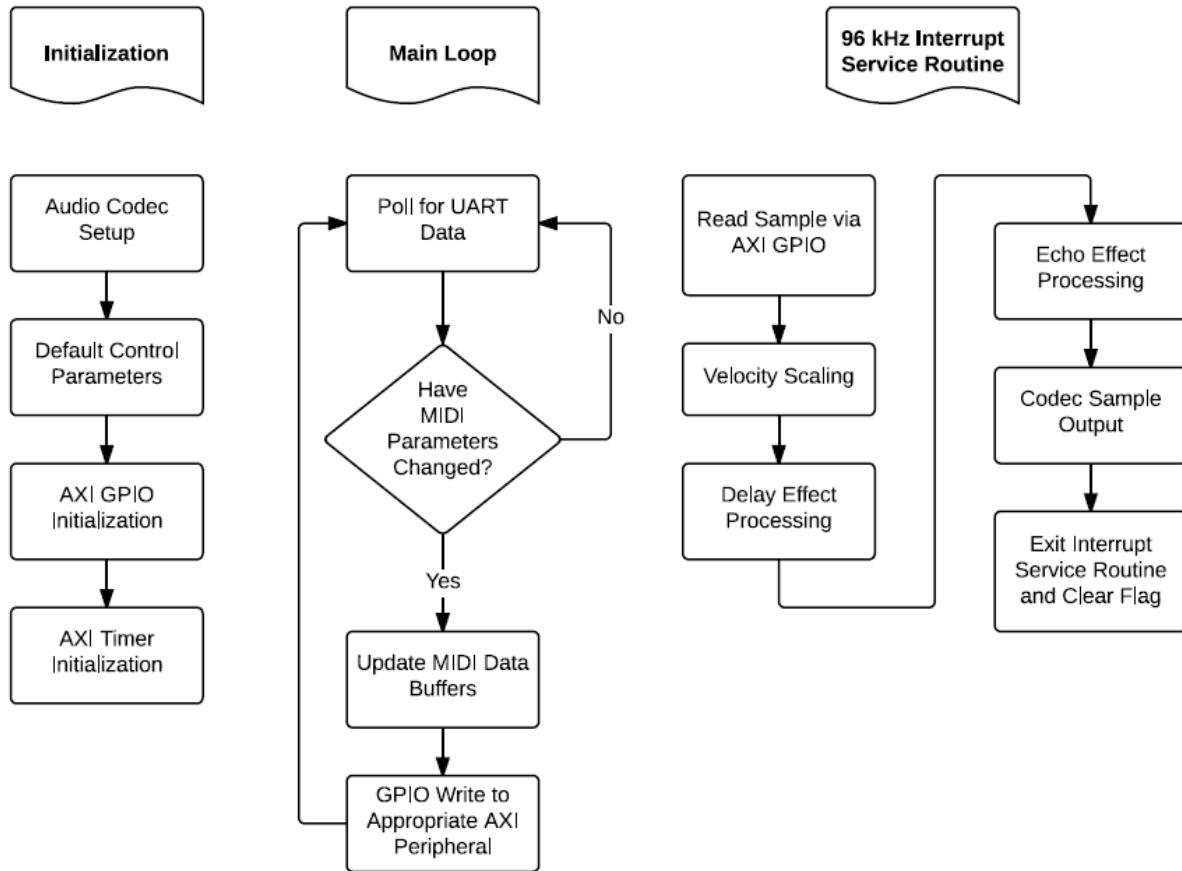 Initialization
Main Loop
96 kHz Interrupt
Service Routine
Audio Codec
Setup
Default Control
Parameters
AXI GPIO
Initialization
AXI Timer
Initialization
Poll for UART
Data
No
Have
MIDI
Parameters
Changed?
Yes
Update MIDI Data
Buffers
GPIO Write to
Appropriate AXI
Peripheral
Read Sample via
AXI GPIO
Velocity Scaling
Delay Effect
Processing
Echo Effect
Processing
Codec Sample
Output
Exit Interrupt
Service Routine
and Clear Flag